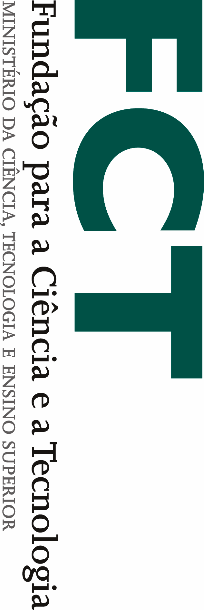 FCT
Fundação para a Ciência e a Tecnologia
MINISTÉRIO DA CIÊNCIA, TECNOLOGIA E ENSINO SUPERIOR